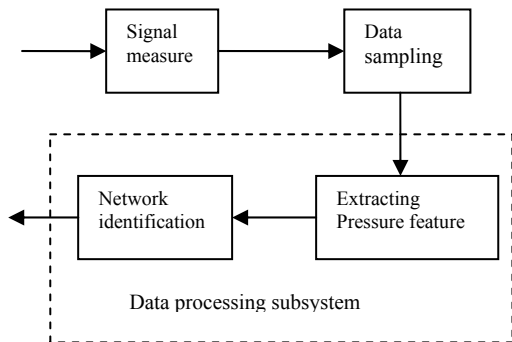 Signal
measure
Data
sampling
Network
identification
Extracting
Pressure feature
Data processing subsystem